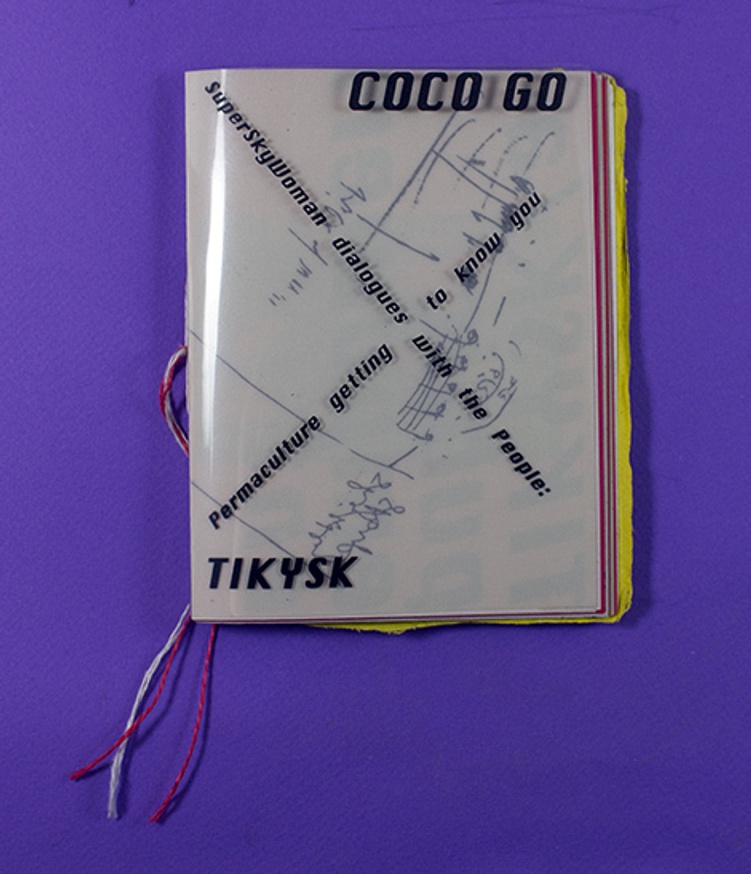 COCO GO
SuperSkyWoman dialogues with the People:
Permaculture getting to know you
TIKYSK